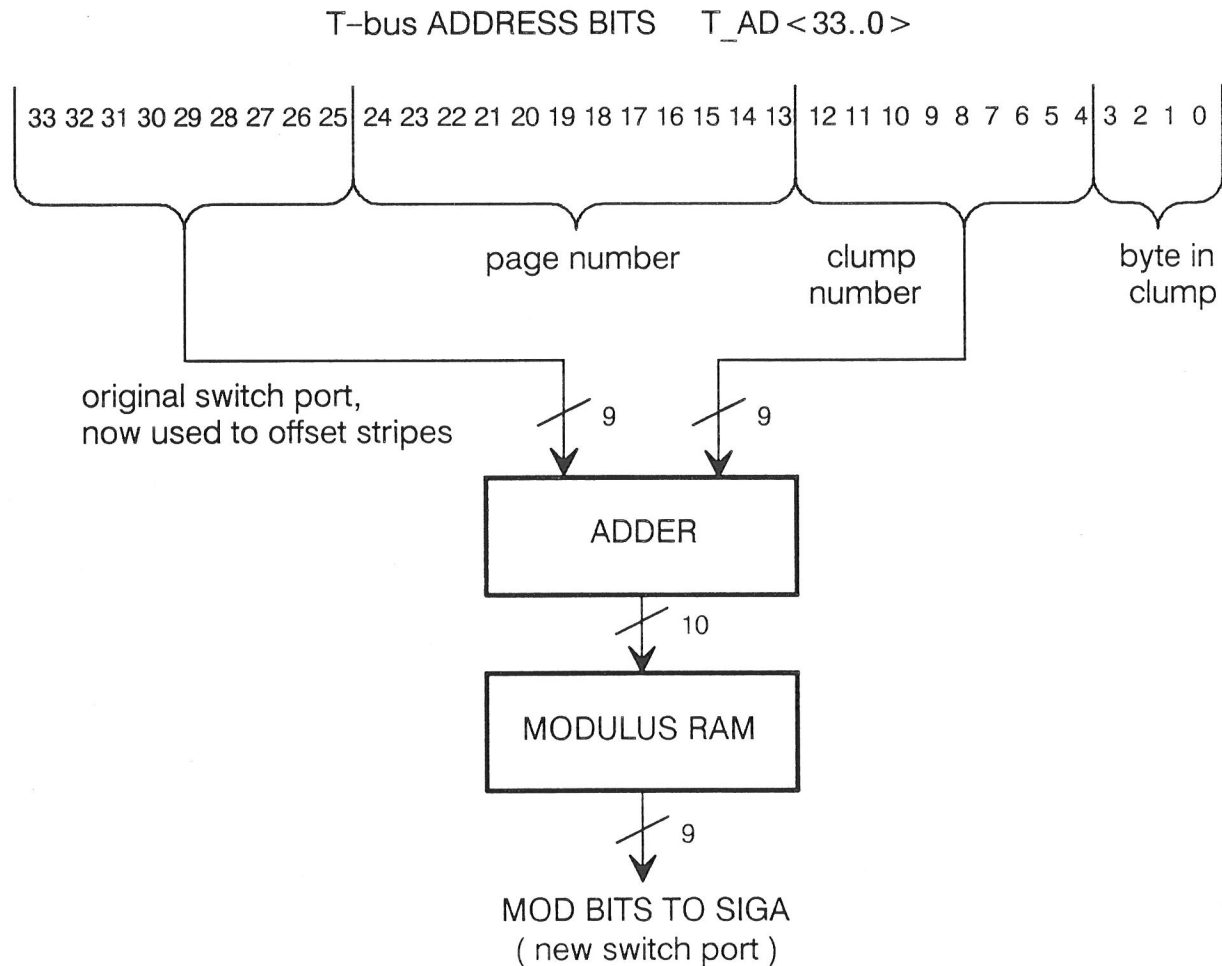 T–bus ADDRESS BITS T_AD<33..0>
33 32 31 30 29 28 27 26 25 24 23 22 21 20 19 18 17 16 15 14 13 12 11 10 9 8 7 6 5 4 3 2 1 0
page number
clump
number
byte in
clump
original switch port,
now used to offset stripes
9
9
ADDER
10
MODULUS RAM
9
MOD BITS TO SIGA
( new switch port )